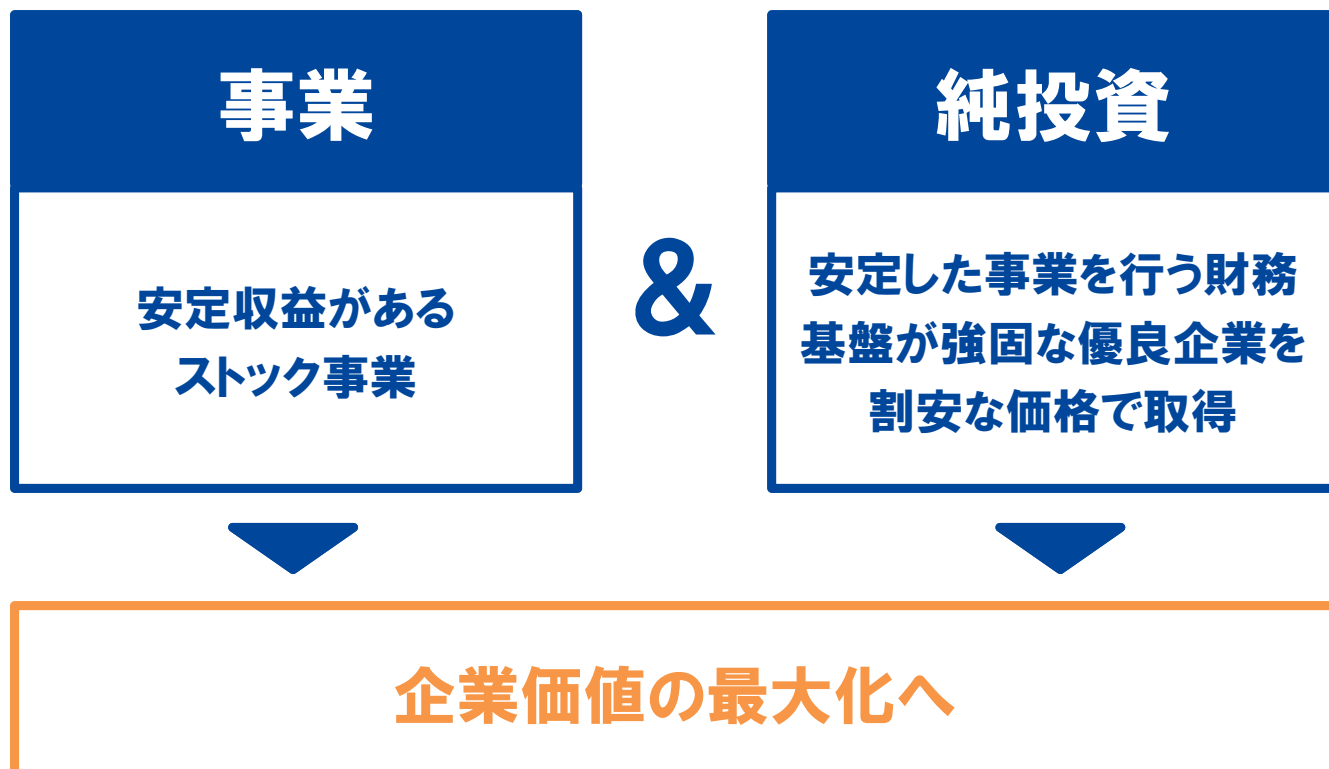 事業
安定収益がある
ストック事業
&
純投資
安定した事業を行う財務
基盤が強固な優良企業を
割安な価格で取得
企業価値の最大化へ